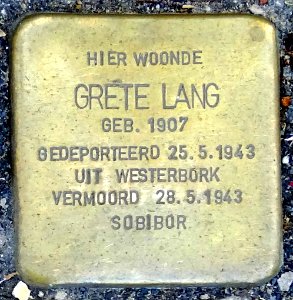 HIER WOONDE
GRETE LANG
GEB. 1907
GEDEPORTEERD 25.5.1943
UIT WESTERBORK
VERMOORD 28.5.1943
SOBIBOR